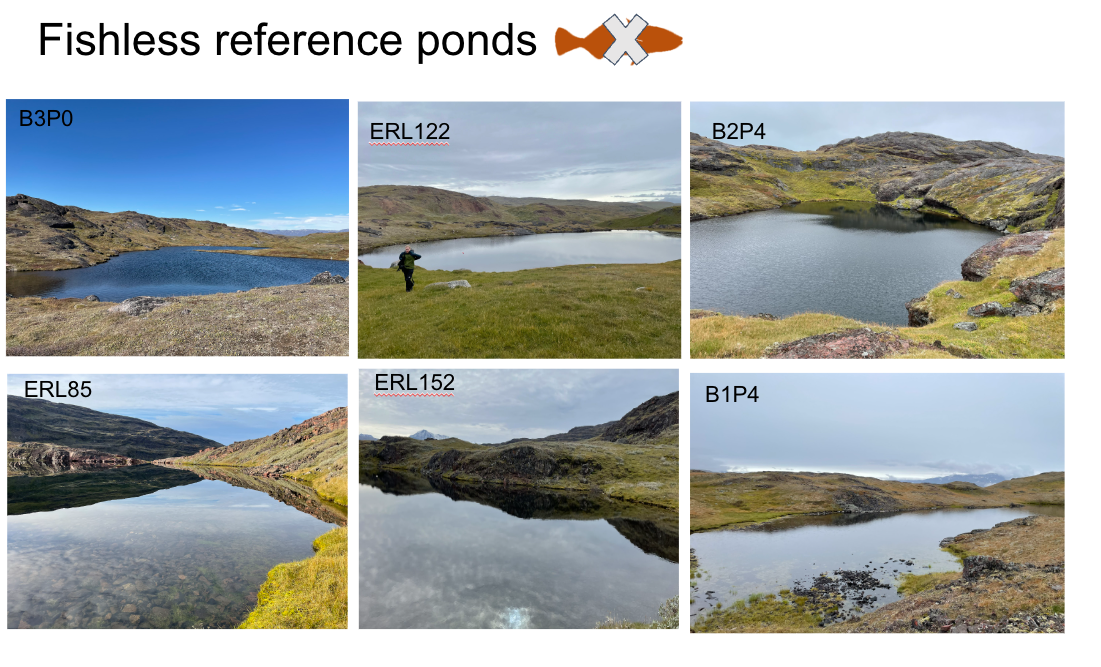 Fishless reference ponds
B3P0
ERL122
B2P4
ERL85
ERL152
B1P4